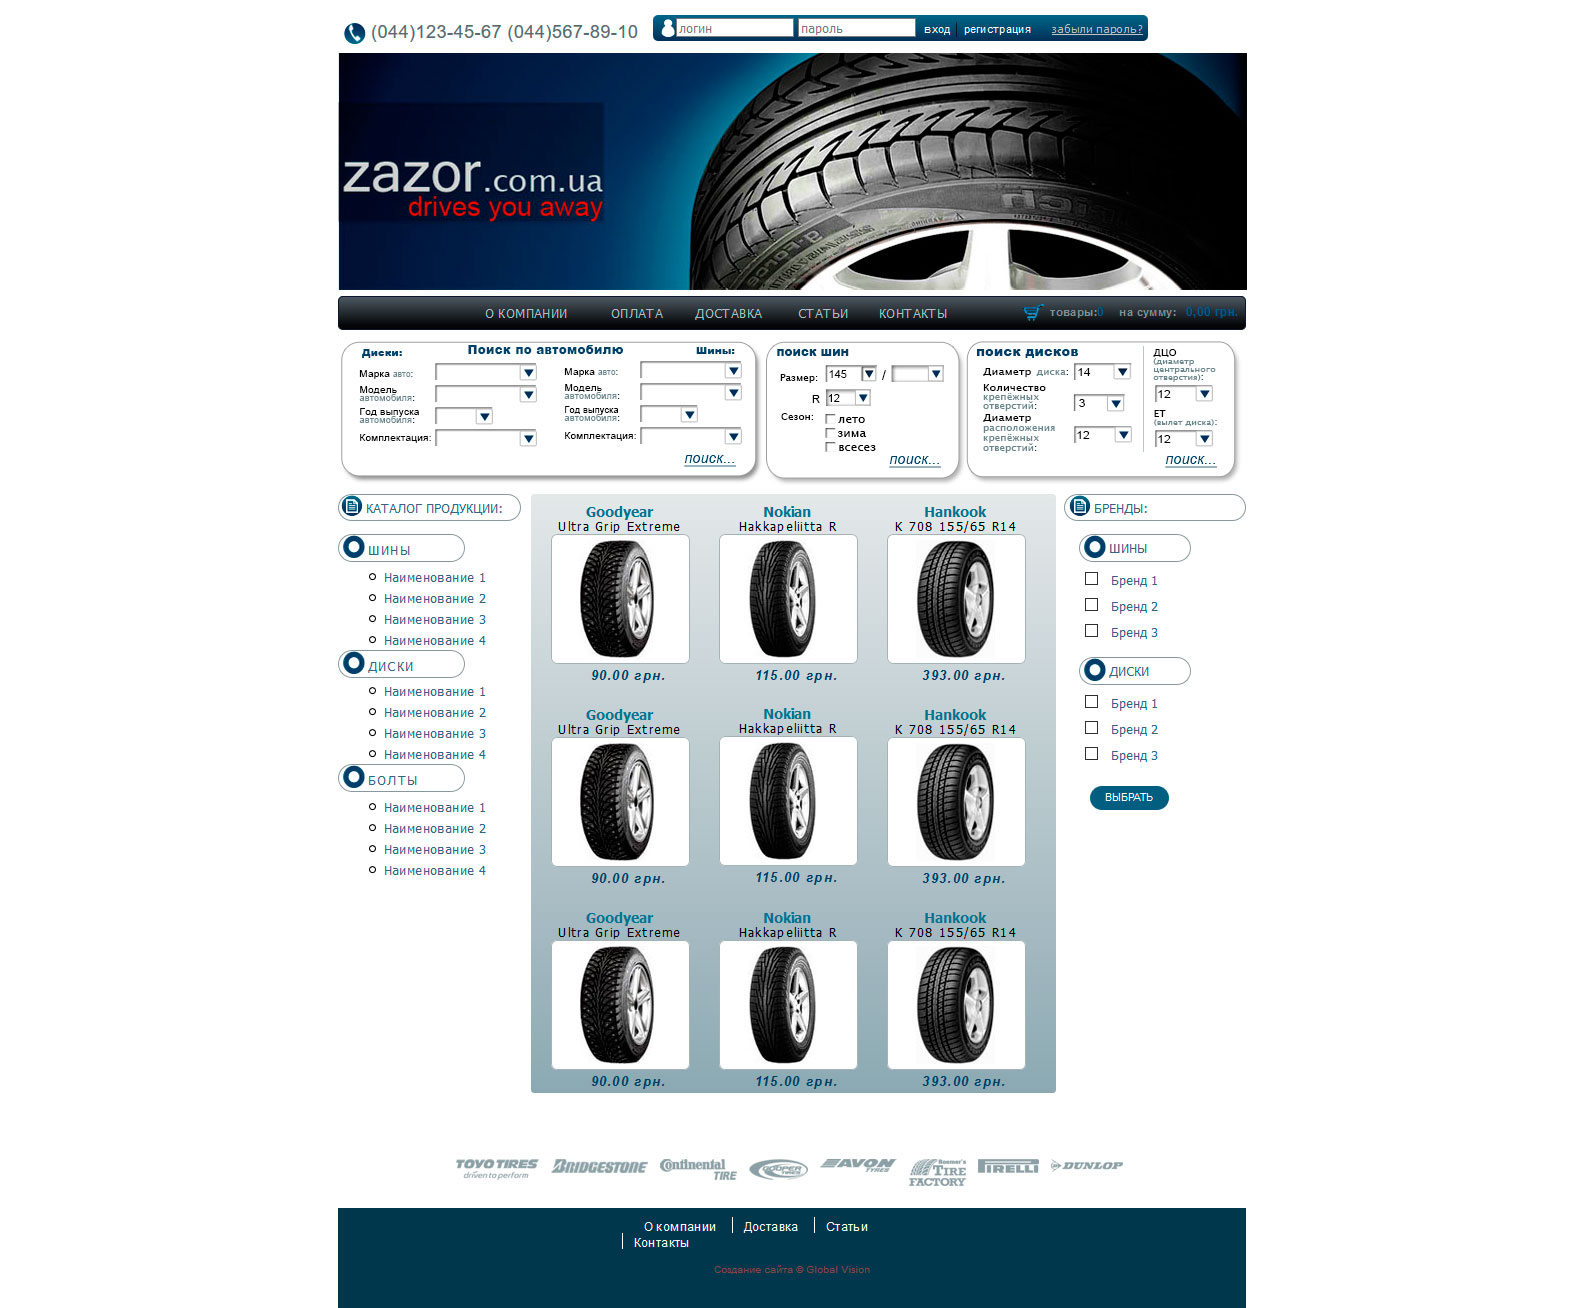 (044)123-45-67 (044)567-89-10
логин пароль вход регистрация забыли пароль?
zazor.com.ua
drives you away
О КОМПАНИИ ОПЛАТА ДОСТАВКА СТАТЬИ КОНТАКТЫ товары:0 на сумму: 0,00 грн.
Поиск по автомобилю
Диски:
Марка авто:
Модель
автомобиля:
Год выпуска
автомобиля:
Комплектация:
Шины:
Марка авто:
Модель
автомобиля:
Год выпуска
автомобиля:
Комплектация:
поиск...
поиск шин
Размер: 145 /
R 12
Сезон: лето
зима
всесез
поиск...
поиск дисков
Диаметр диска: 14
Количество
крепёжных
отверстий: 3
Диаметр
расположения
крепёжных
отверстий: 12
ДЦО
(диаметр
центрального
отверстия):
12
ET
(вылет диска):
12
поиск...
КАТАЛОГ ПРОДУКЦИИ:
ШИНЫ
Наименование 1
Наименование 2
Наименование 3
Наименование 4
ДИСКИ
Наименование 1
Наименование 2
Наименование 3
Наименование 4
БОЛТЫ
Наименование 1
Наименование 2
Наименование 3
Наименование 4
Goodyear Nokian Hankook
Ultra Grip Extreme Hakkapeliitta R K 708 155/65 R14
90.00 грн. 115.00 грн. 393.00 грн.
Goodyear Nokian Hankook
Ultra Grip Extreme Hakkapeliitta R K 708 155/65 R14
90.00 грн. 115.00 грн. 393.00 грн.
Goodyear Nokian Hankook
Ultra Grip Extreme Hakkapeliitta R K 708 155/65 R14
90.00 грн. 115.00 грн. 393.00 грн.
БРЕНДЫ:
ШИНЫ
Бренд 1
Бренд 2
Бренд 3
ДИСКИ
Бренд 1
Бренд 2
Бренд 3
ВЫБРАТЬ
TOYO TIRES
driven to perform
BRIDGESTONE
Continental
TIRE
COOPER
TIRES
AVON
TYRES
TIRE
FACTORY
PIRELLI
DUNLOP
О компании Доставка Статьи
Контакты
Создание сайта © Global Vision